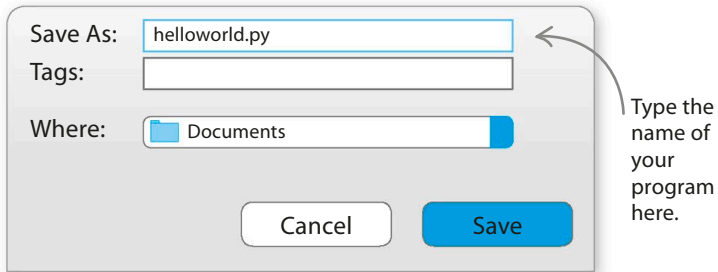 Save As: helloworld.py
Tags:
Where: Documents
Cancel Save
Type the
name of
your
program
here.